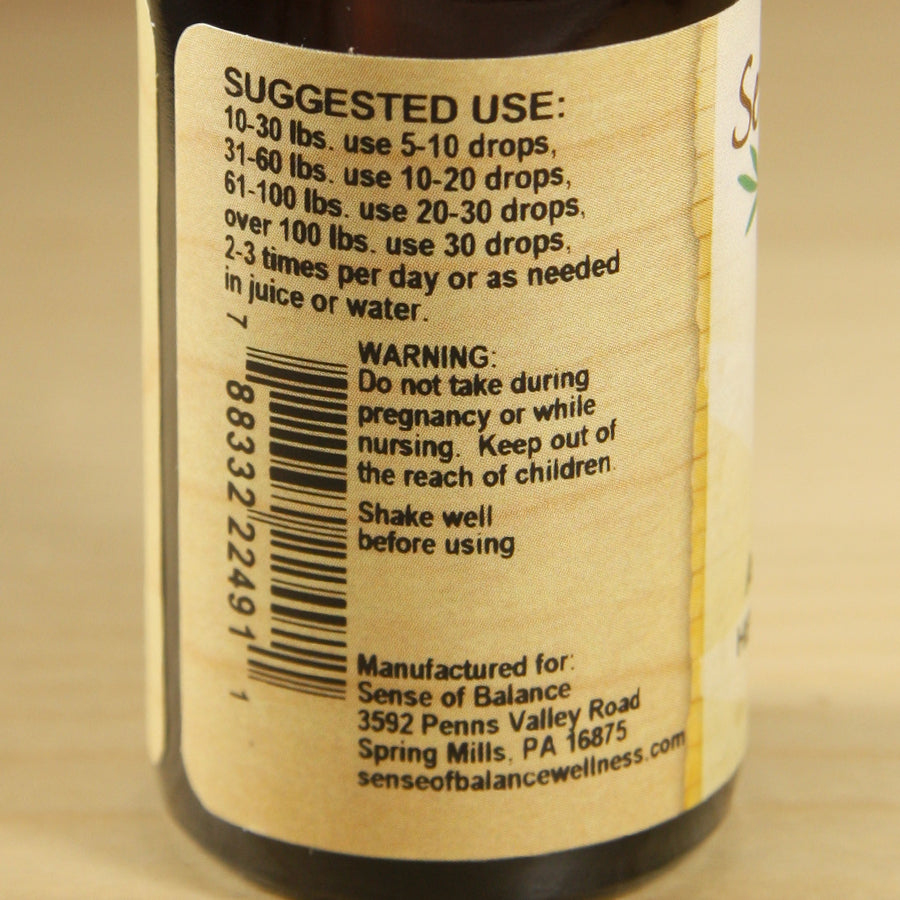 SUGGESTED USE:
10-30 lbs. use 5-10 drops,
31-60 lbs. use 10-20 drops,
61-100 lbs. use 20-30 drops,
over 100 lbs. use 30 drops,
2-3 times per day or as needed
in juice or water.
WARNING:
Do not take during
pregnancy or while
nursing. Keep out of
the reach of children.
Shake well
before using
7 88332 22491 1
Manufactured for:
Sense of Balance
3592 Penns Valley Road
Spring Mills, PA 16875
senseofbalancewellness.com